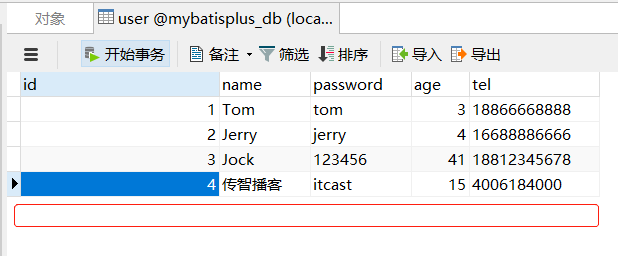 对象 user @mybatisplus_db (loca...
开始事务 备注 筛选 排序 导入 导出
id name password age tel
1 Tom tom 3 18866668888
2 Jerry jerry 4 16688886666
3 Jock 123456 41 18812345678
4 传智播客 itcast 15 4006184000